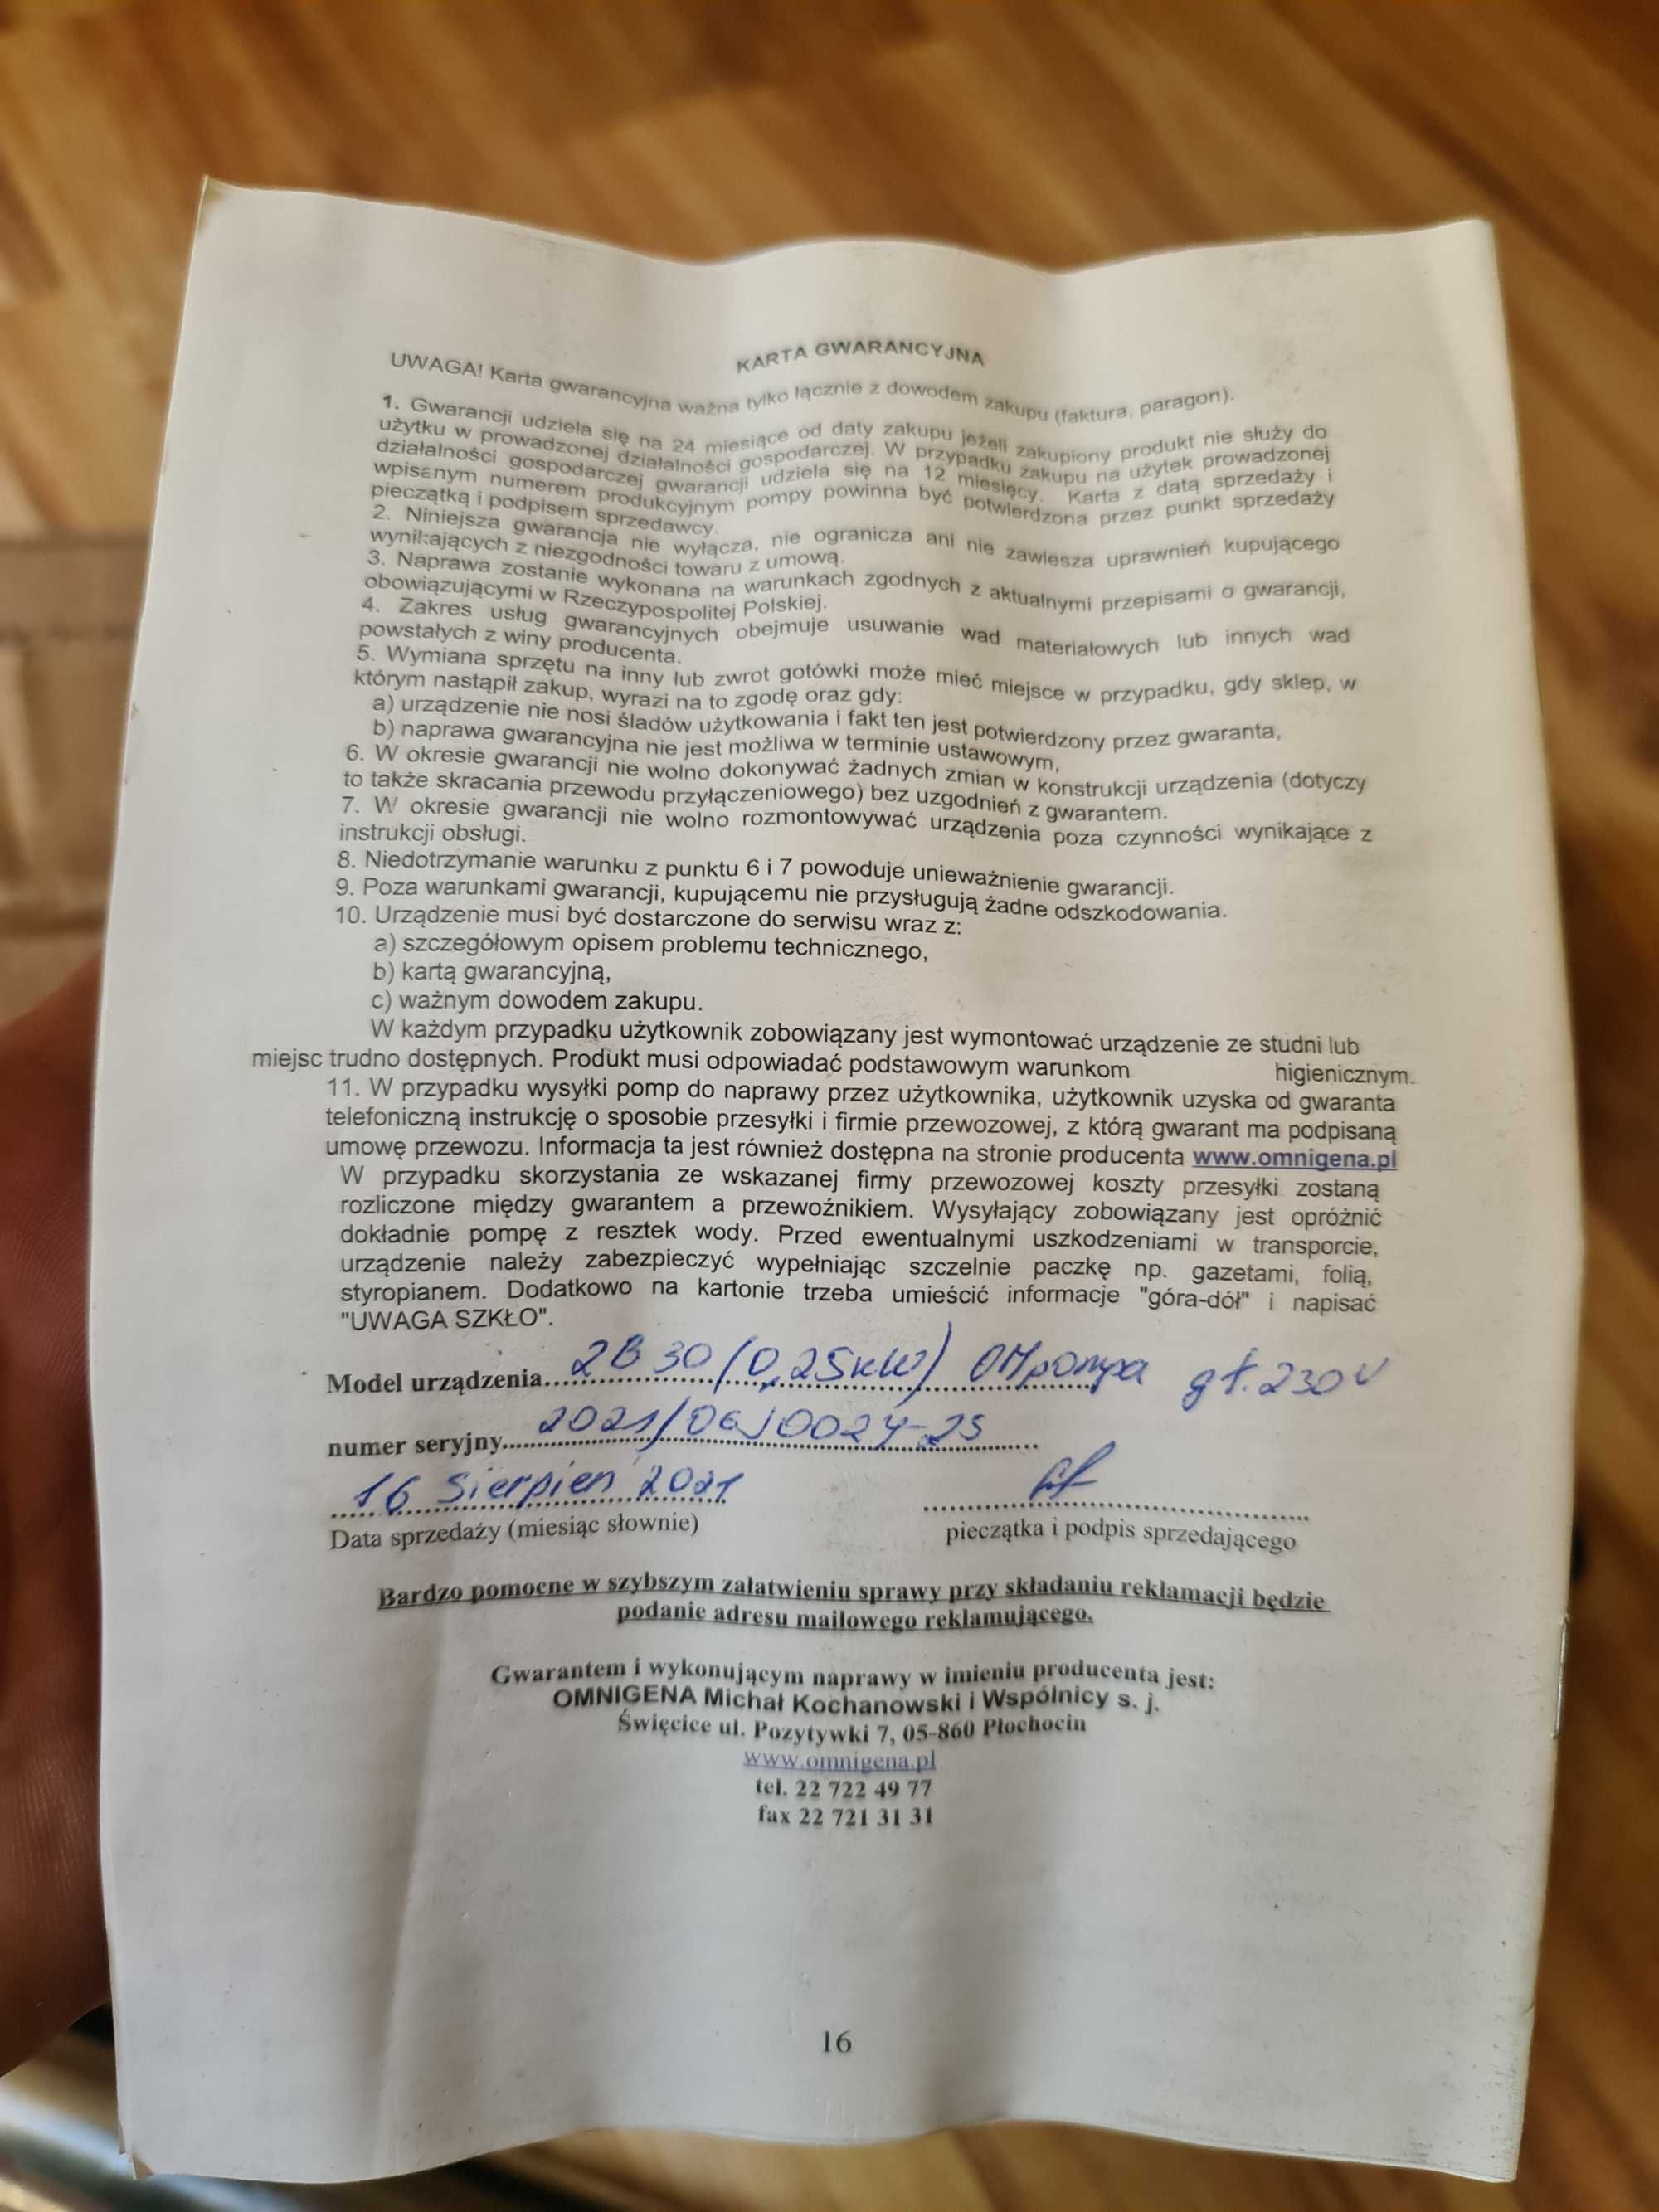 KARTA GWARANCYJNA
UWAGA! Karta gwarancyjna ważna tylko łącznie z dowodem zakupu (faktura, paragon).
1. Gwarancji udziela się na 24 miesiące od daty zakupu jeżeli zakupiony produkt nie służy do
użytku w prowadzonej działalności gospodarczej. W przypadku zakupu na użytek prowadzonej
działalności gospodarczej gwarancji udziela się na 12 miesięcy. Karta z datą sprzedaży i
wpisanym numerem produkcyjnym pompy powinna być potwierdzona przez punkt sprzedaży
pieczątką i podpisem sprzedawcy.
2. Niniejsza gwarancja nie wyłącza, nie ogranicza ani nie zawiesza uprawnień kupującego
wynikających z niezgodności towaru z umową.
3. Naprawa zostanie wykonana na warunkach zgodnych z aktualnymi przepisami o gwarancji,
obowiązującymi w Rzeczypospolitej Polskiej.
4. Zakres usług gwarancyjnych obejmuje usuwanie wad materiałowych lub innych wad
powstałych z winy producenta.
5. Wymiana sprzętu na inny lub zwrot gotówki może mieć miejsce w przypadku, gdy sklep, w
którym nastąpił zakup, wyrazi na to zgodę oraz gdy:
a) urządzenie nie nosi śladów użytkowania i fakt ten jest potwierdzony przez gwaranta,
b) naprawa gwarancyjna nie jest możliwa w terminie ustawowym,
6. W okresie gwarancji nie wolno dokonywać żadnych zmian w konstrukcji urządzenia (dotyczy
to także skracania przewodu przyłączeniowego) bez uzgodnień z gwarantem.
7. W okresie gwarancji nie wolno rozmontowywać urządzenia poza czynności wynikające z
instrukcji obsługi.
8. Niedotrzymanie warunku z punktu 6 i 7 powoduje unieważnienie gwarancji.
9. Poza warunkami gwarancji, kupującemu nie przysługują żadne odszkodowania.
10. Urządzenie musi być dostarczone do serwisu wraz z:
a) szczegółowym opisem problemu technicznego,
b) kartą gwarancyjną,
c) ważnym dowodem zakupu.
W każdym przypadku użytkownik zobowiązany jest wymontować urządzenie ze studni lub
miejsc trudno dostępnych. Produkt musi odpowiadać podstawowym warunkom higienicznym.
11. W przypadku wysyłki pomp do naprawy przez użytkownika, użytkownik uzyska od gwaranta
telefoniczną instrukcję o sposobie przesyłki i firmie przewozowej, z którą gwarant ma podpisaną
umowę przewozu. Informacja ta jest również dostępna na stronie producenta www.omnigena.pl
W przypadku skorzystania ze wskazanej firmy przewozowej koszty przesyłki zostaną
rozliczone między gwarantem a przewoźnikiem. Wysyłający zobowiązany jest opróżnić
dokładnie pompę z resztek wody. Przed ewentualnymi uszkodzeniami w transporcie,
urządzenie należy zabezpieczyć wypełniając szczelnie paczkę np. gazetami, folią,
styropianem. Dodatkowo na kartonie trzeba umieścić informacje "góra-dół" i napisać
"UWAGA SZKŁO".
Model urządzenia... 2B 30 (0,25kW) OMpompa gł. 230V
numer seryjny... 2021/06/0024-25
16 Sierpień 2021
Data sprzedaży (miesiąc słownie)
pieczątka i podpis sprzedającego
Bardzo pomocne w szybszym załatwieniu sprawy przy składaniu reklamacji będzie
podanie adresu mailowego reklamującego.
Gwarantem i wykonującym naprawy w imieniu producenta jest:
OMNIGENA Michał Kochanowski i Wspólnicy s. j.
Święcice ul. Pozytywki 7, 05-860 Płochocin
www.omnigena.pl
tel. 22 722 49 77
fax 22 721 31 31
16